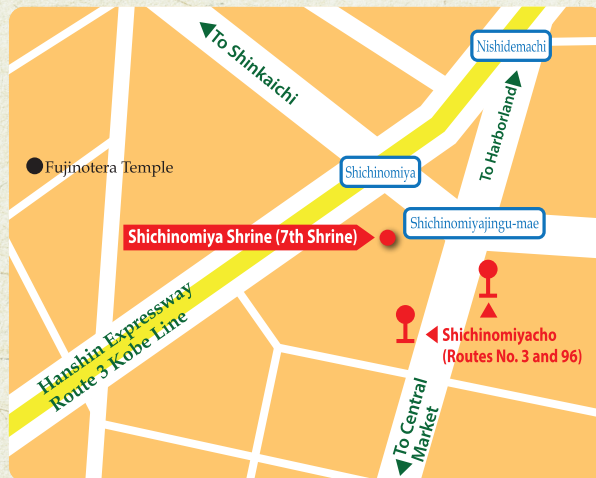 Nishidemachi
To Shinkaichi
To Harborland
Fujinotera Temple
Shichinomiya
Shichinomiyajingu-mae
Shichinomiya Shrine (7th Shrine)
Hanshin Expressway
Route 3 Kobe Line
Shichinomiyacho
(Routes No. 3 and 96)
To Central
Market